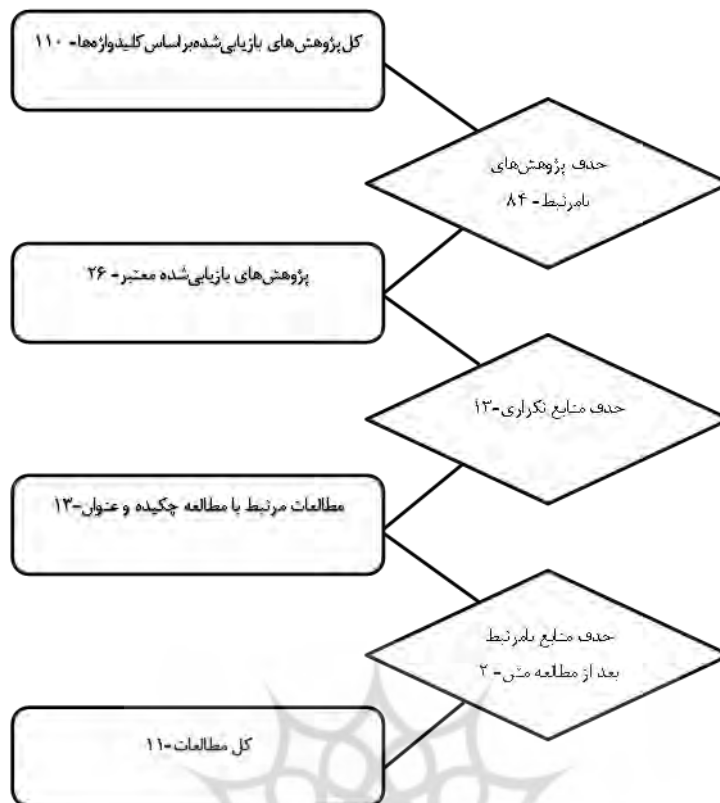 کل پژوهش‌های بازیابی‌شده براساس کلیدواژه‌ها- ۱۱۰
حذف پژوهش‌های
نامرتبط- ۸۴
پژوهش‌های بازیابی‌شده معتبر- ۲۶
حذف منابع تکراری-۱۳
مطالعات مرتبط با مطالعه چکیده و عنوان-۱۳
حذف منابع نامرتبط
بعد از مطالعه متن- ۲
کل مطالعات-۱۱